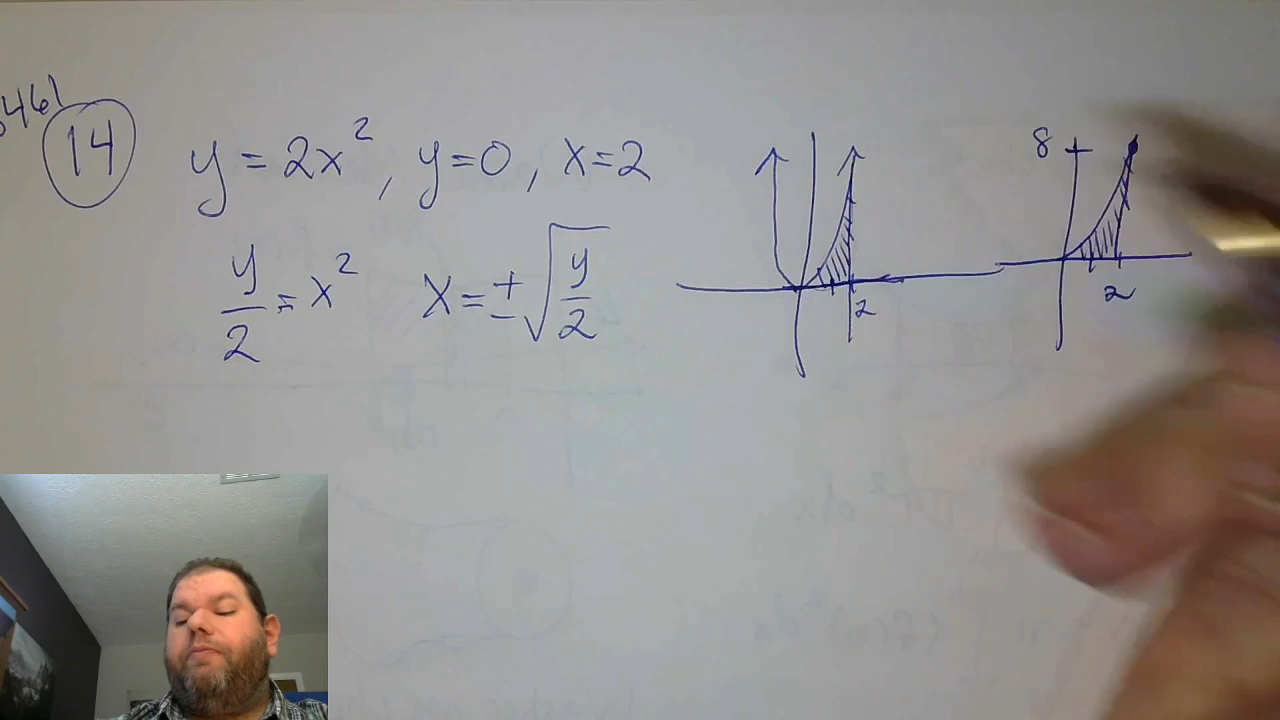 461
14 y = 2x², y=0, x=2
y/2 = x² x = ± √(y/2)
2
8
2